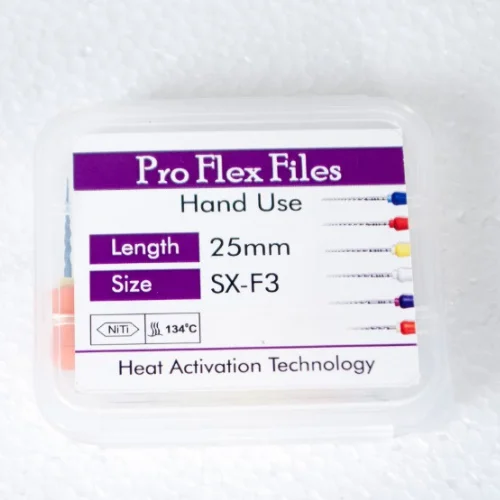 Pro Flex Files
Hand Use
Length 25mm
Size SX-F3
NiTi 134°C
Heat Activation Technology